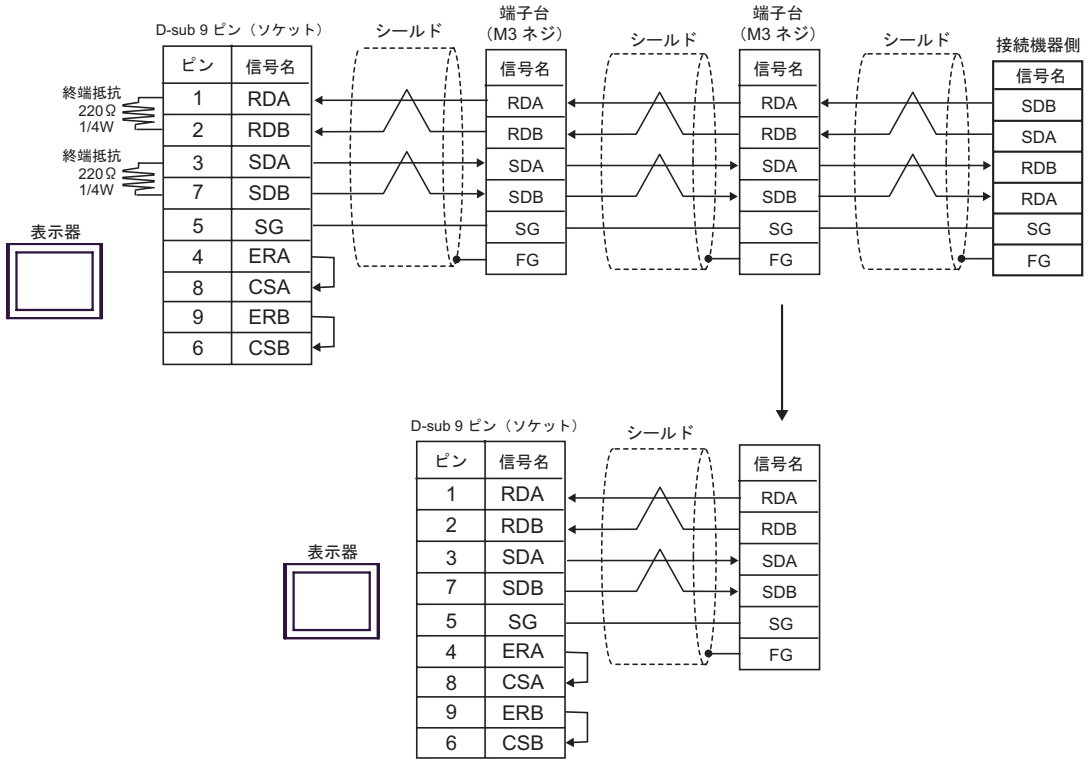 D-sub 9 ピン（ソケット）
シールド
端子台
（M3 ネジ）
シールド
端子台
（M3 ネジ）
シールド
接続機器側
ピン 信号名
1 RDA
2 RDB
3 SDA
7 SDB
5 SG
4 ERA
8 CSA
9 ERB
6 CSB
終端抵抗
220Ω
1/4W
終端抵抗
220Ω
1/4W
表示器
信号名
RDA
RDB
SDA
SDB
SG
FG
信号名
RDA
RDB
SDA
SDB
SG
FG
信号名
SDB
SDA
RDB
RDA
SG
FG
D-sub 9 ピン（ソケット）
シールド
ピン 信号名
1 RDA
2 RDB
3 SDA
7 SDB
5 SG
4 ERA
8 CSA
9 ERB
6 CSB
表示器
信号名
RDA
RDB
SDA
SDB
SG
FG